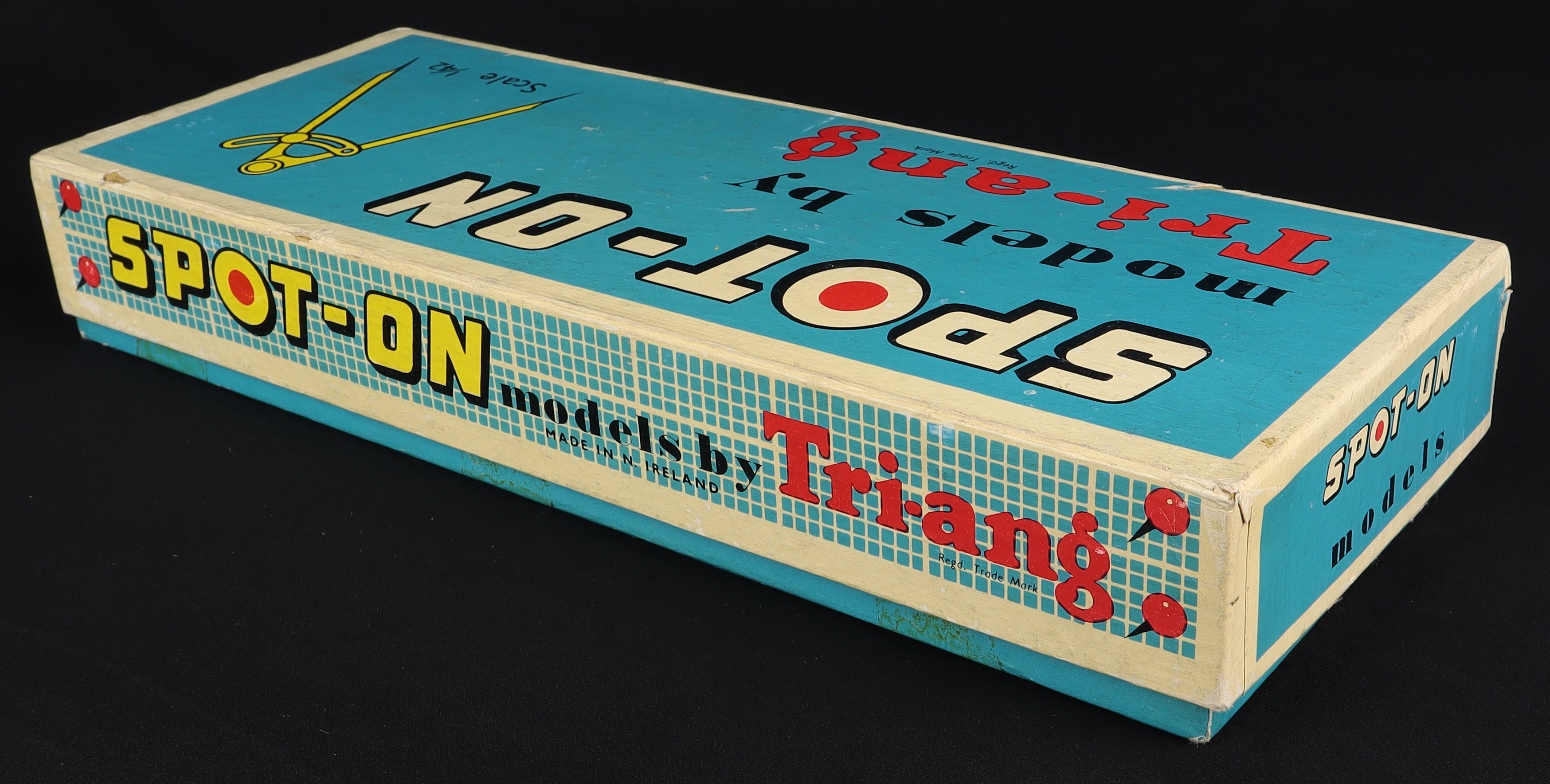 SPOT-ON
models by
Tri-ang
Regd. Trade Mark
Scale 1/42
SPOT-ON
models by
MADE IN N. IRELAND
Tri-ang
Regd. Trade Mark
SPOT-ON
models